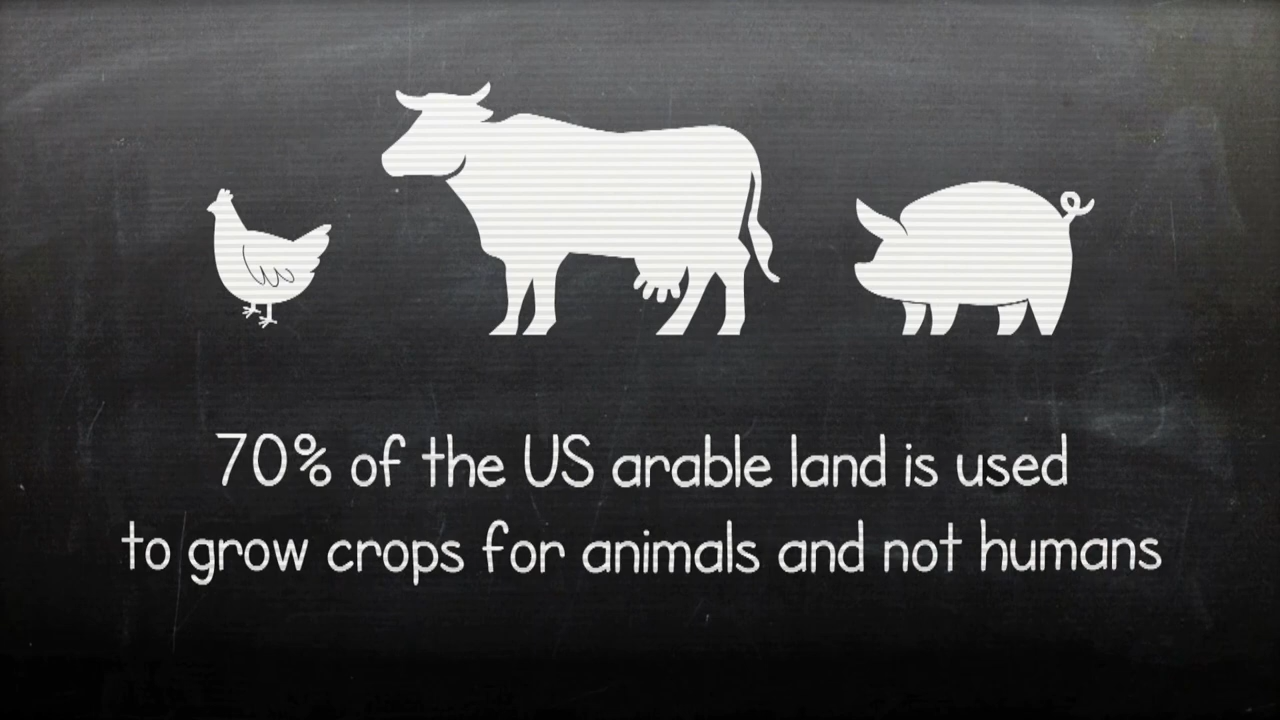 70% of the US arable land is used
to grow crops for animals and not humans